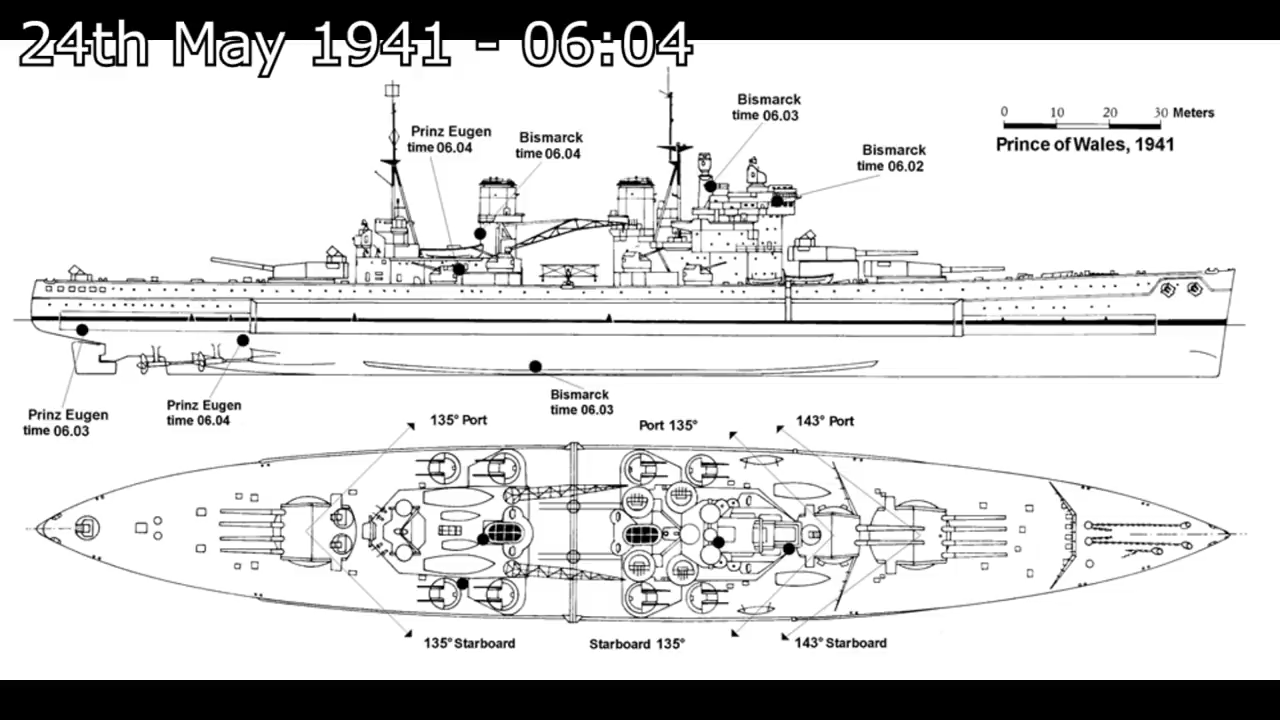 24th May 1941 - 06:04
Bismarck
time 06.03
0 10 20 30 Meters
Prince of Wales, 1941
Prinz Eugen
time 06.04
Bismarck
time 06.04
Bismarck
time 06.02
Prinz Eugen
time 06.03
Prinz Eugen
time 06.04
Bismarck
time 06.03
135° Port
Port 135°
143° Port
135° Starboard
Starboard 135°
143° Starboard